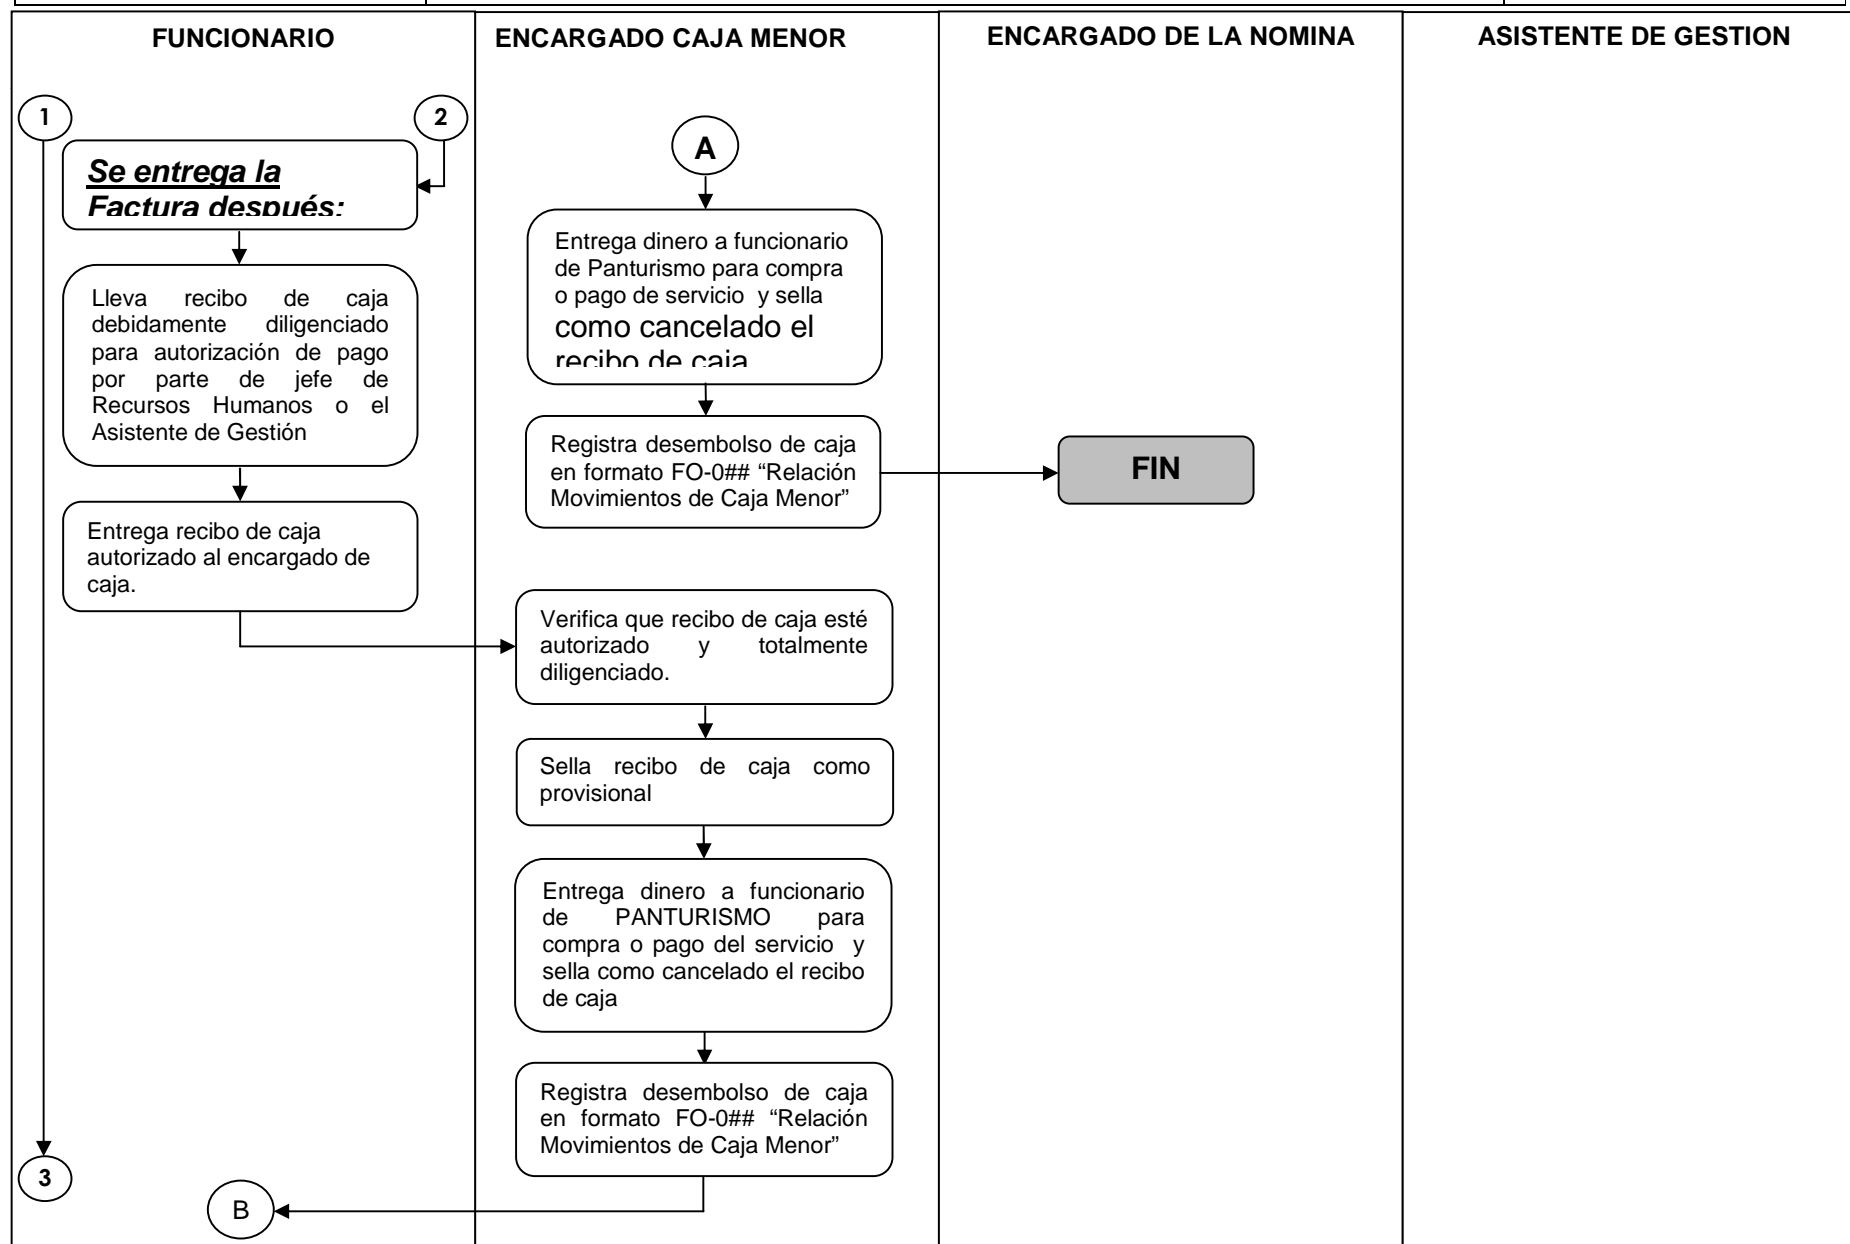 FUNCIONARIO
ENCARGADO CAJA MENOR
ENCARGADO DE LA NOMINA
ASISTENTE DE GESTION
1
2
Se entrega la
Factura después:
Lleva recibo de caja
debidamente diligenciado
para autorización de pago
por parte de jefe de
Recursos Humanos o el
Asistente de Gestión
Entrega recibo de caja
autorizado al encargado de
caja.
3
B
A
Entrega dinero a funcionario
de Panturismo para compra
o pago de servicio y sella
como cancelado el
recibo de caja
Registra desembolso de caja
en formato FO-0## “Relación
Movimientos de Caja Menor”
FIN
Verifica que recibo de caja esté
autorizado y totalmente
diligenciado.
Sella recibo de caja como
provisional
Entrega dinero a funcionario
de PANTURISMO para
compra o pago del servicio y
sella como cancelado el recibo
de caja
Registra desembolso de caja
en formato FO-0## “Relación
Movimientos de Caja Menor”